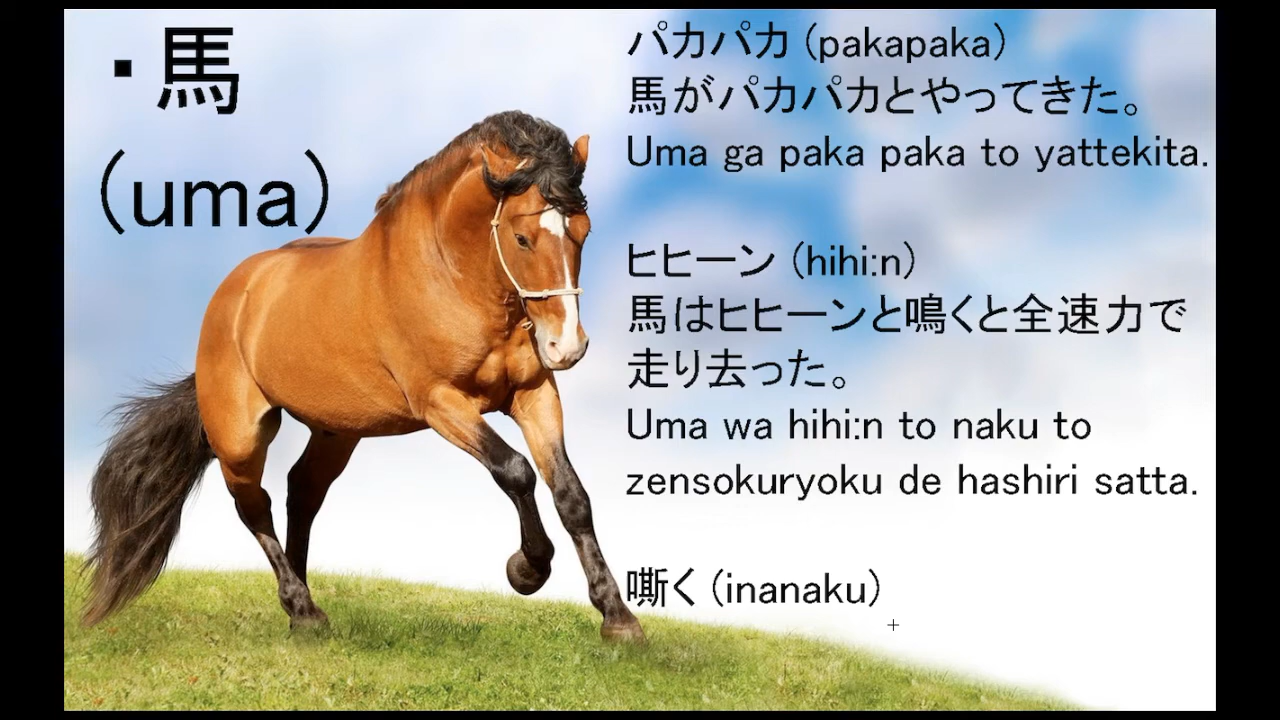 ・馬
(uma)
パカパカ (pakapaka)
馬がパカパカとやってきた。
Uma ga paka paka to yattekita.
ヒヒーン (hihi:n)
馬はヒヒーンと鳴くと全速力で
走り去った。
Uma wa hihi:n to naku to
zensokuryoku de hashiri satta.
嘶く (inanaku)